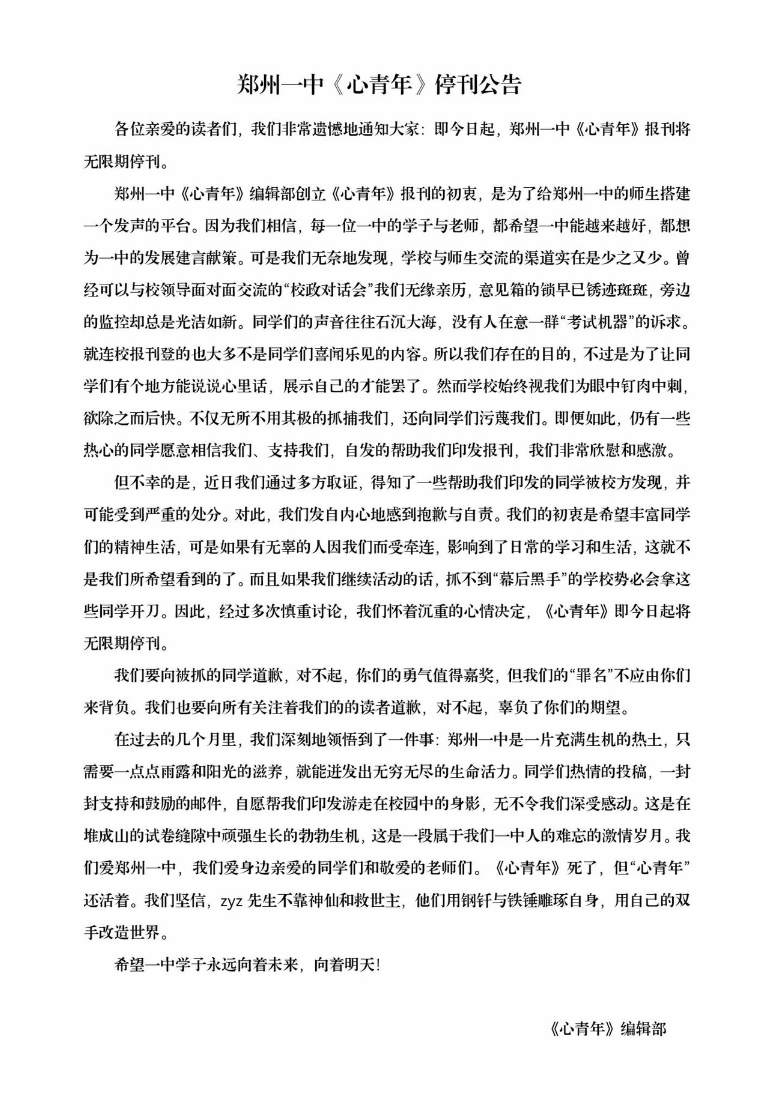 郑州一中《心青年》停刊公告
各位亲爱的读者们，我们非常遗憾地通知大家：即今日起，郑州一中《心青年》报刊将
无限期停刊。
郑州一中《心青年》编辑部创立《心青年》报刊的初衷，是为了给郑州一中的师生搭建
一个发声的平台。因为我们相信，每一位一中的学子与老师，都希望一中能越来越好，都想
为一中的发展建言献策。可是我们无奈地发现，学校与师生交流的渠道实在是少之又少。曾
经可以与校领导面对面交流的“校政对话会”我们无缘亲历，意见箱的锁早已锈迹斑斑，旁边
的监控却总是光洁如新。同学们的声音往往石沉大海，没有人在意一群“考试机器”的诉求。
就连校报刊登的也大多不是同学们喜闻乐见的内容。所以我们存在的目的，不过是为了让同
学们有个地方能说说心里话，展示自己的才能罢了。然而学校始终视我们为眼中钉肉中刺，
欲除之而后快。不仅无所不用其极的抓捕我们，还向同学们污蔑我们。即便如此，仍有一些
热心的同学愿意相信我们、支持我们，自发的帮助我们印发报刊，我们非常欣慰和感激。
但不幸的是，近日我们通过多方取证，得知了一些帮助我们印发的同学被校方发现，并
可能受到严重的处分。对此，我们发自内心地感到抱歉与自责。我们的初衷是希望丰富同学
们的精神生活，可是如果有无辜的人因我们而受牵连，影响到了日常的学习和生活，这就不
是我们所希望看到的了。而且如果我们继续活动的话，抓不到“幕后黑手”的学校势必会拿这
些同学开刀。因此，经过多次慎重讨论，我们怀着沉重的心情决定，《心青年》即今日起将
无限期停刊。
我们要向被抓的同学道歉，对不起，你们的勇气值得嘉奖，但我们的“罪名”不应由你们
来背负。我们也要向所有关注着我们的的读者道歉，对不起，辜负了你们的期望。
在过去的几个月里，我们深刻地领悟到了一件事：郑州一中是一片充满生机的热土，只
需要一点点雨露和阳光的滋养，就能迸发出无穷无尽的生命活力。同学们热情的投稿，一封
封支持和鼓励的邮件，自愿帮我们印发游走在校园中的身影，无不令我们深受感动。这是在
堆成山的试卷缝隙中顽强生长的勃勃生机，这是一段属于我们一中人的难忘的激情岁月。我
们爱郑州一中，我们爱身边亲爱的同学们和敬爱的老师们。《心青年》死了，但“心青年”
还活着。我们坚信，zyz 先生不靠神仙和救世主，他们用钢钎与铁锤雕琢自身，用自己的双
手改造世界。
希望一中学子永远向着未来，向着明天！
《心青年》编辑部